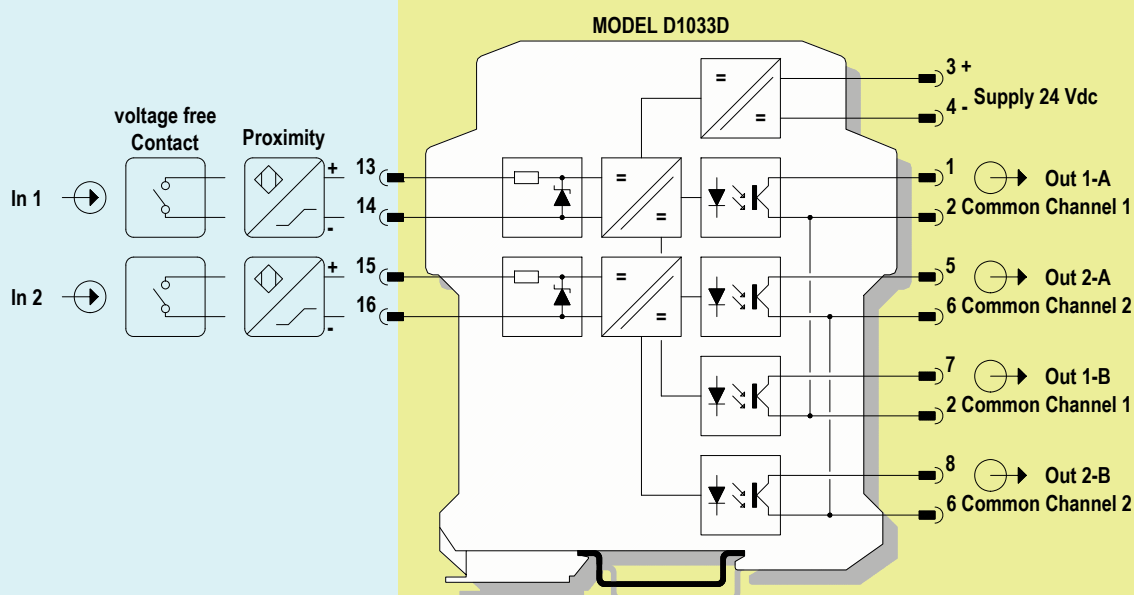 MODEL D1033D
3 +
4 - Supply 24 Vdc
voltage free
Contact
Proximity
In 1
+ 13
- 14
1 Out 1-A
2 Common Channel 1
In 2
+ 15
- 16
5 Out 2-A
6 Common Channel 2
7 Out 1-B
2 Common Channel 1
8 Out 2-B
6 Common Channel 2